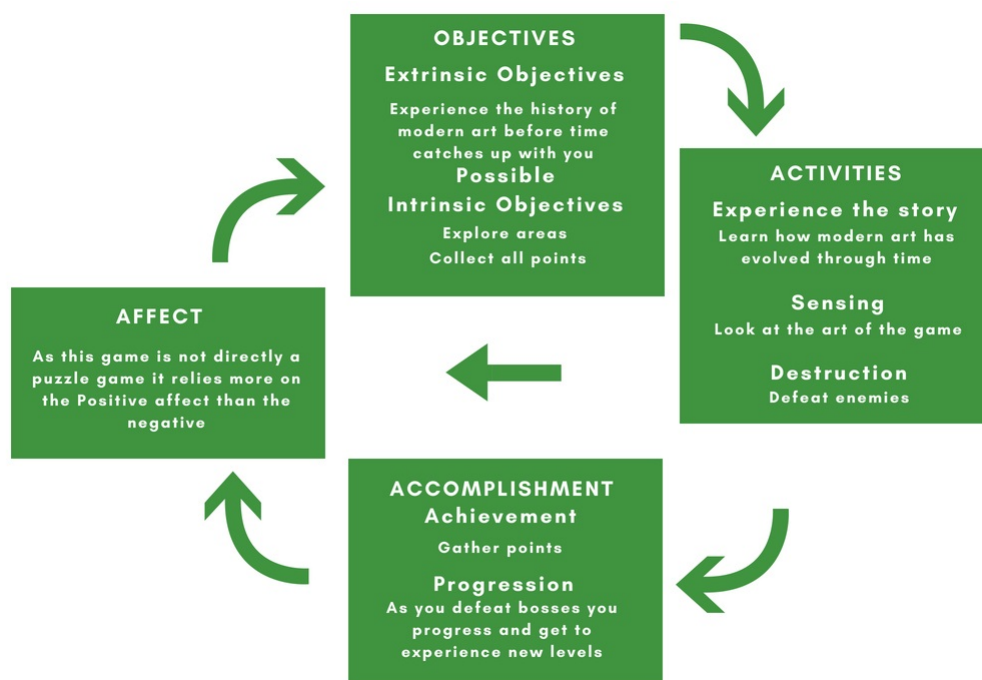 OBJECTIVES
Extrinsic Objectives
Experience the history of
modern art before time
catches up with you
Possible
Intrinsic Objectives
Explore areas
Collect all points
ACTIVITIES
Experience the story
Learn how modern art has
evolved through time
Sensing
Look at the art of the game
Destruction
Defeat enemies
AFFECT
As this game is not directly a
puzzle game it relies more on
the Positive affect than the
negative
ACCOMPLISHMENT
Achievement
Gather points
Progression
As you defeat bosses you
progress and get to
experience new levels